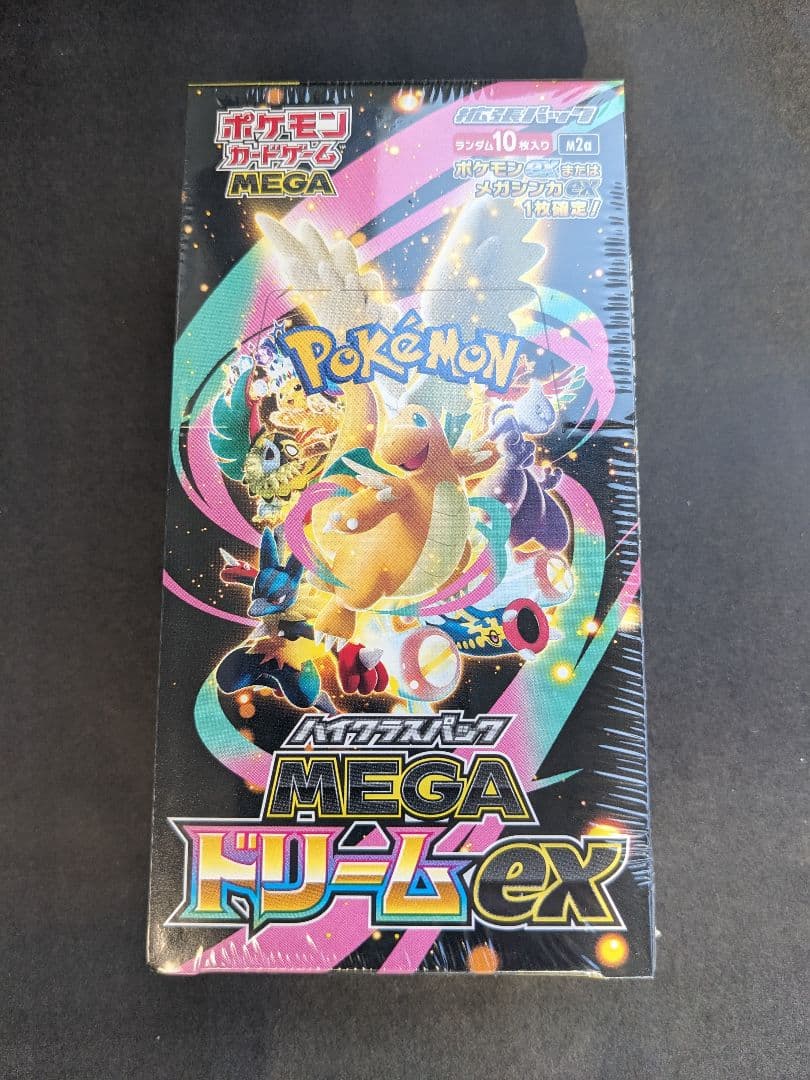 ポケモン
カードゲーム
MEGA
拡張パック
ランダム10枚入り M2a
ポケモンexまたは
メガシンカex
1枚確定!
POKéMON
ハイクラスパック
MEGA
ドリームex